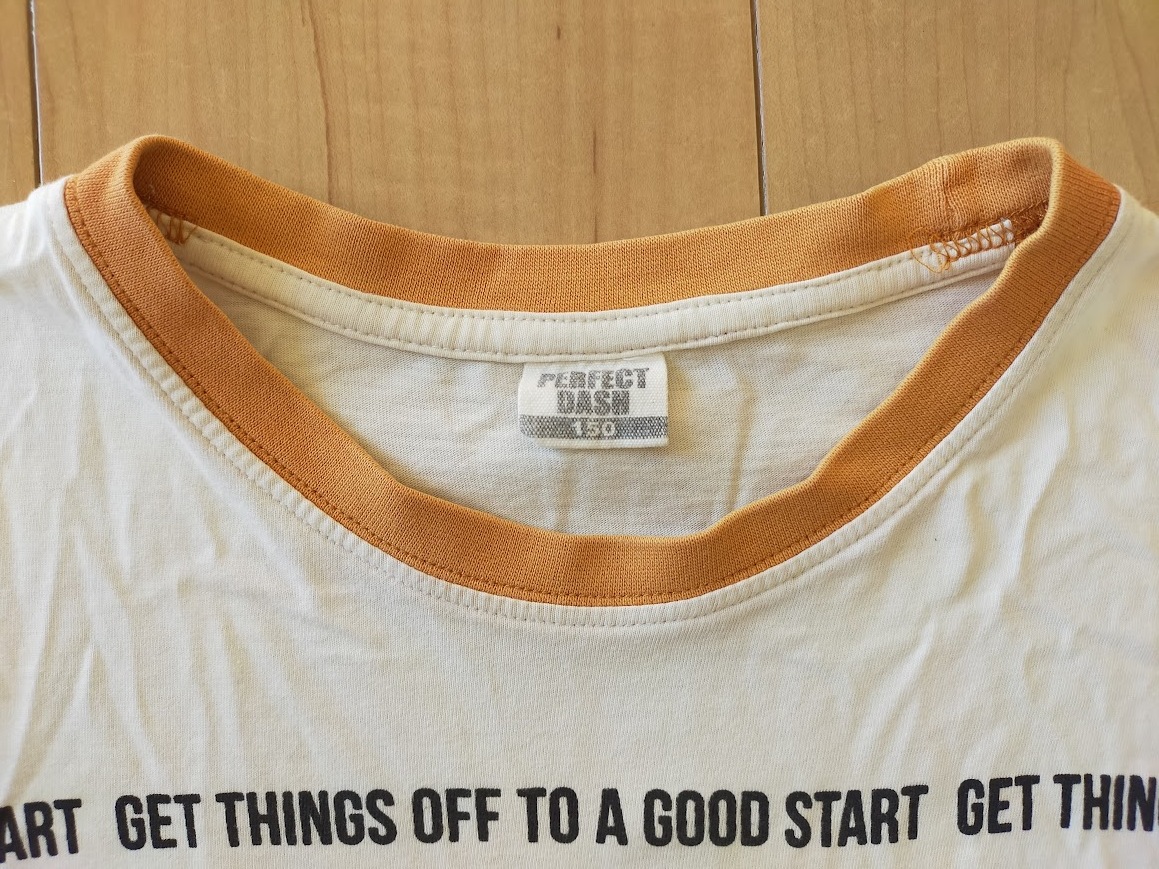 PERFECT
DASH
150
ART GET THINGS OFF TO A GOOD START GET THIN